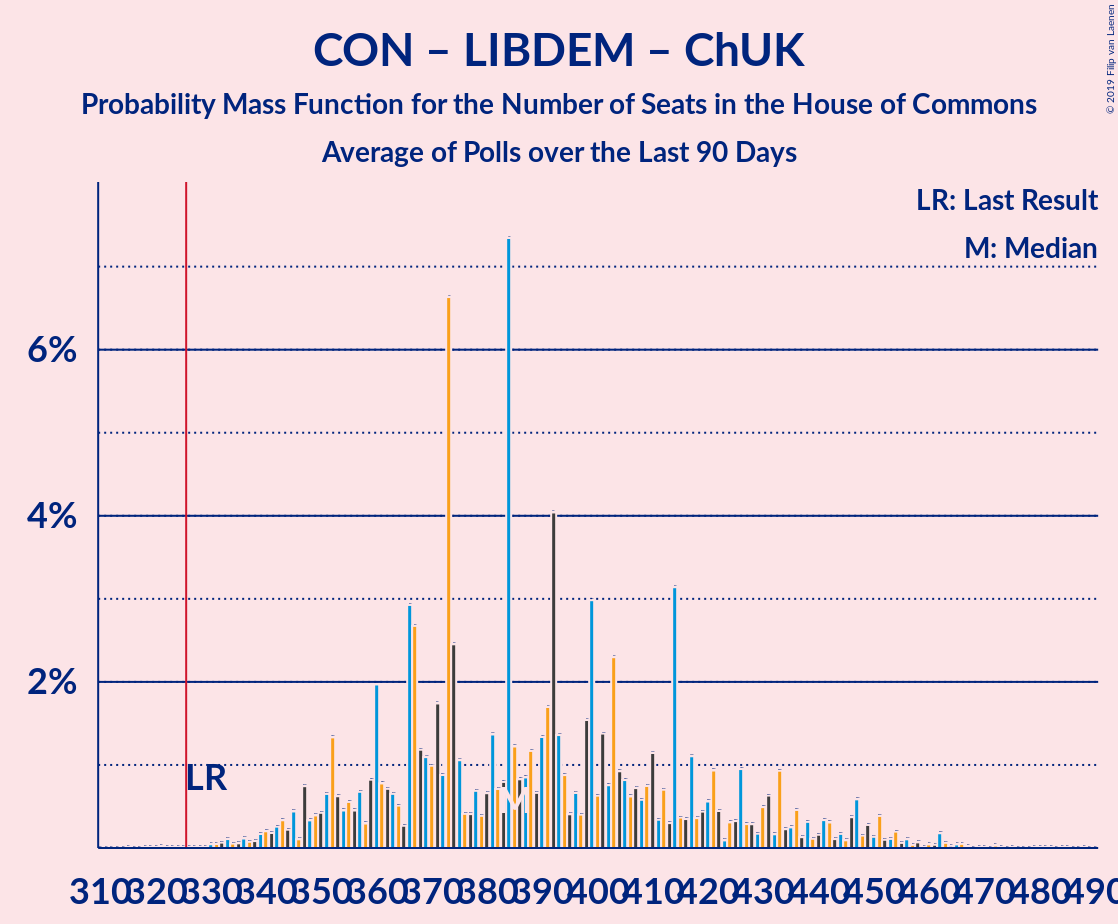 CON – LIBDEM – ChUK
Probability Mass Function for the Number of Seats in the House of Commons
Average of Polls over the Last 90 Days
© 2019 Filip van Laenen
LR: Last Result
M: Median
6%
4%
2%
LR
M
310 320 330 340 350 360 370 380 390 400 410 420 430 440 450 460 470 480 490